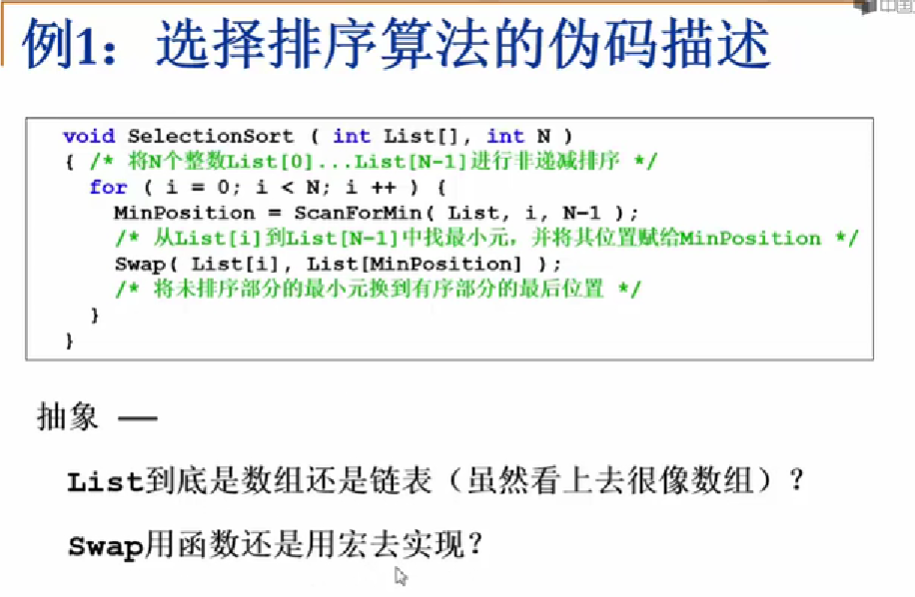 例1：选择排序算法的伪码描述
void SelectionSort ( int List[], int N )
{ /* 将N个整数List[0]...List[N-1]进行非递减排序 */
for ( i = 0; i < N; i ++ ) {
MinPosition = ScanForMin( List, i, N-1 );
/* 从List[i]到List[N-1]中找最小元，并将其位置赋给MinPosition */
Swap( List[i], List[MinPosition] );
/* 将未排序部分的最小元换到有序部分的最后位置 */
}
}
抽象 —
List到底是数组还是链表（虽然看上去很像数组）？
Swap用函数还是用宏去实现？